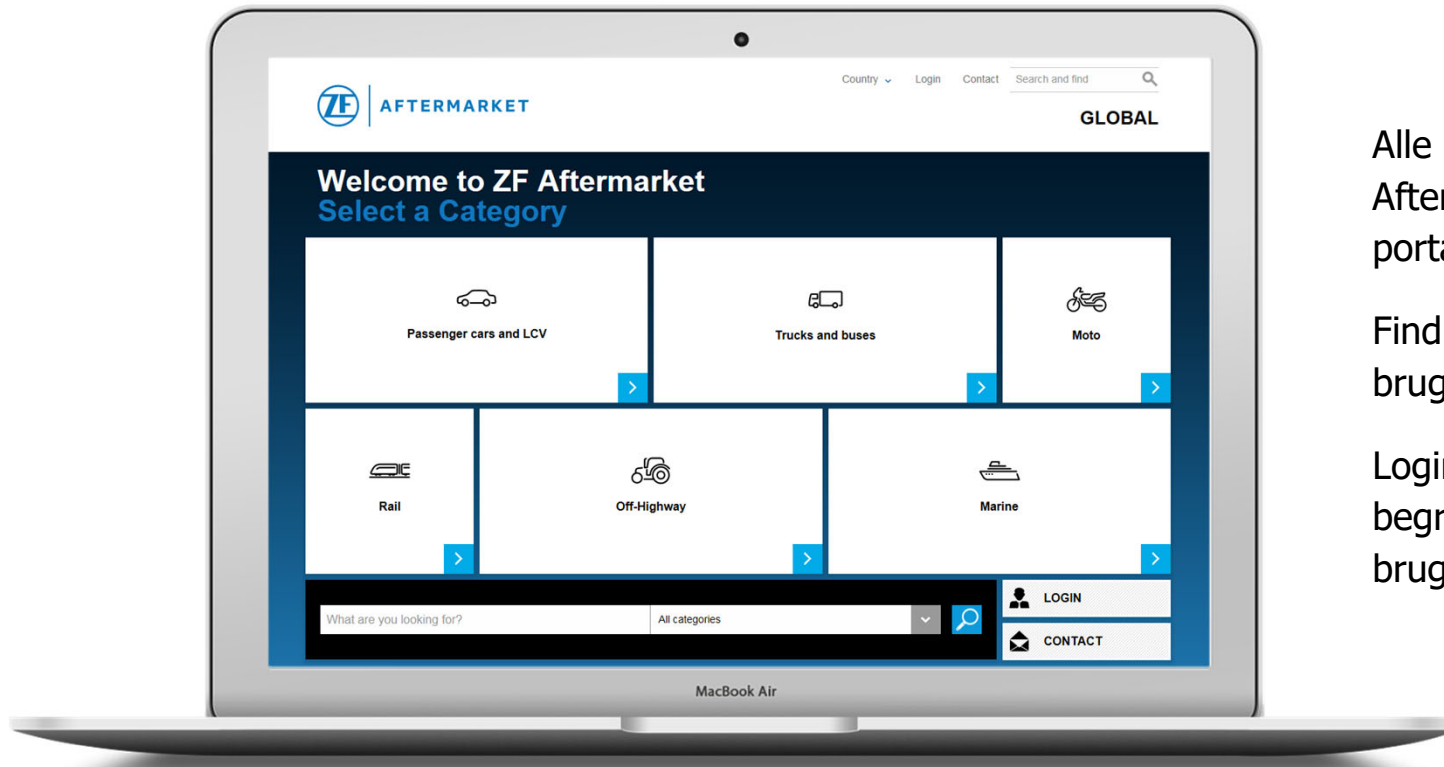 Country Login Contact Search and find
ZF AFTERMARKET
GLOBAL
Welcome to ZF Aftermarket
Select a Category
Passenger cars and LCV
Trucks and buses
Moto
Rail
Off-Highway
Marine
What are you looking for?
All categories
LOGIN
CONTACT
MacBook Air
Alle
After
porta
Find
brug
Login
begr
brug